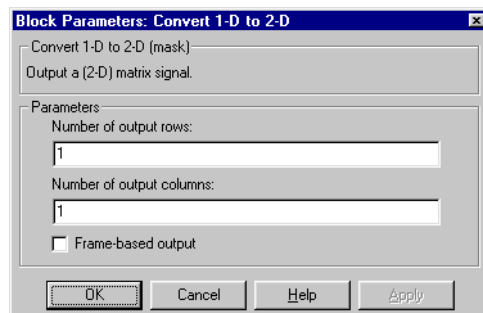 Block Parameters: Convert 1-D to 2-D
Convert 1-D to 2-D (mask)
Output a (2-D) matrix signal.
Parameters
Number of output rows:
1
Number of output columns:
1
Frame-based output
OK Cancel Help Apply